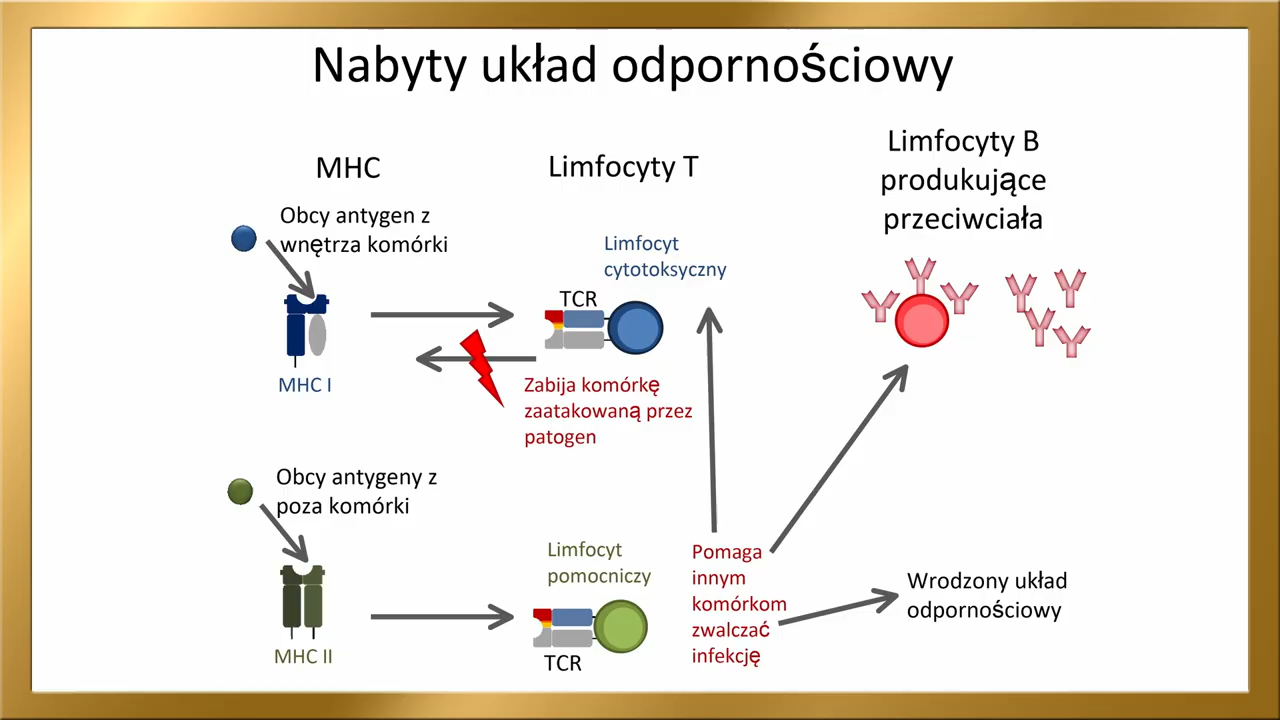 Nabyty układ odpornościowy
MHC
Limfocyty T
Limfocyty B
produkujące
przeciwciała
Obcy antygen z
wnętrza komórki
Limfocyt
cytotoksyczny
TCR
MHC I
Zabija komórkę
zaatakowaną przez
patogen
Obcy antygeny z
poza komórki
Limfocyt
pomocniczy
TCR
MHC II
Pomaga
innym
komórkom
zwalczać
infekcję
Wrodzony układ
odpornościowy